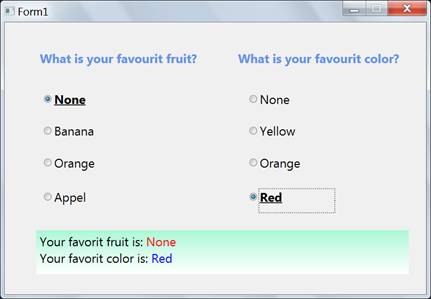 Form1
What is your favourit fruit? What is your favourit color?
None None
Banana Yellow
Orange Orange
Appel Red
Your favorit fruit is: None
Your favorit color is: Red